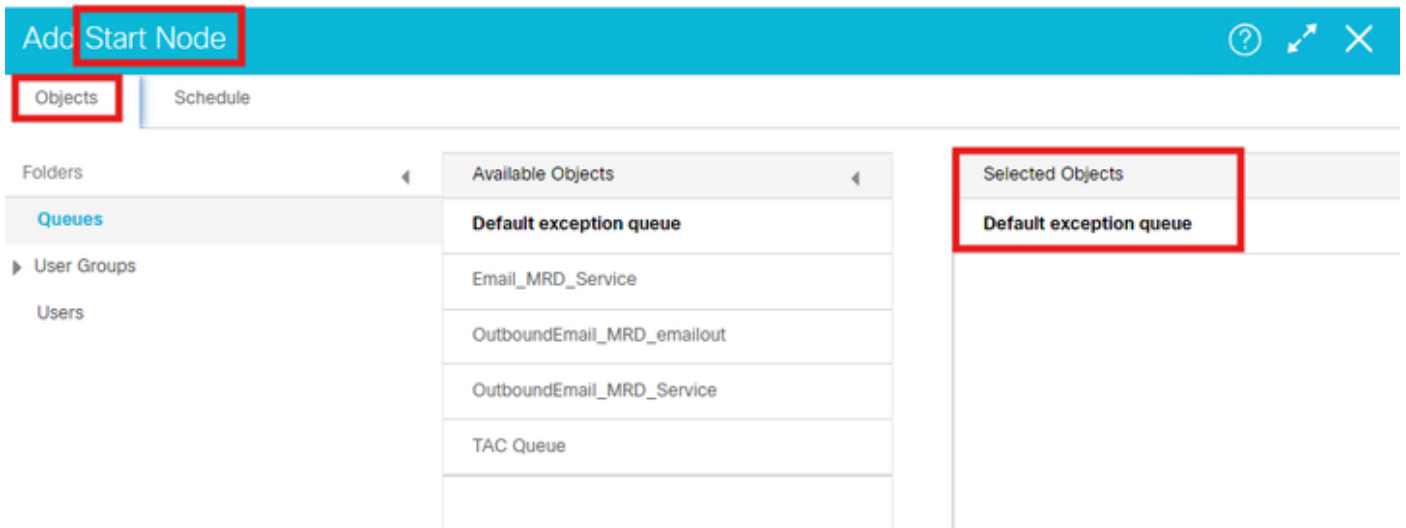 Add Start Node
Objects
Schedule
Folders
Queues
User Groups
Users
Available Objects
Default exception queue
Email_MRD_Service
OutboundEmail_MRD_emailout
OutboundEmail_MRD_Service
TAC Queue
Selected Objects
Default exception queue